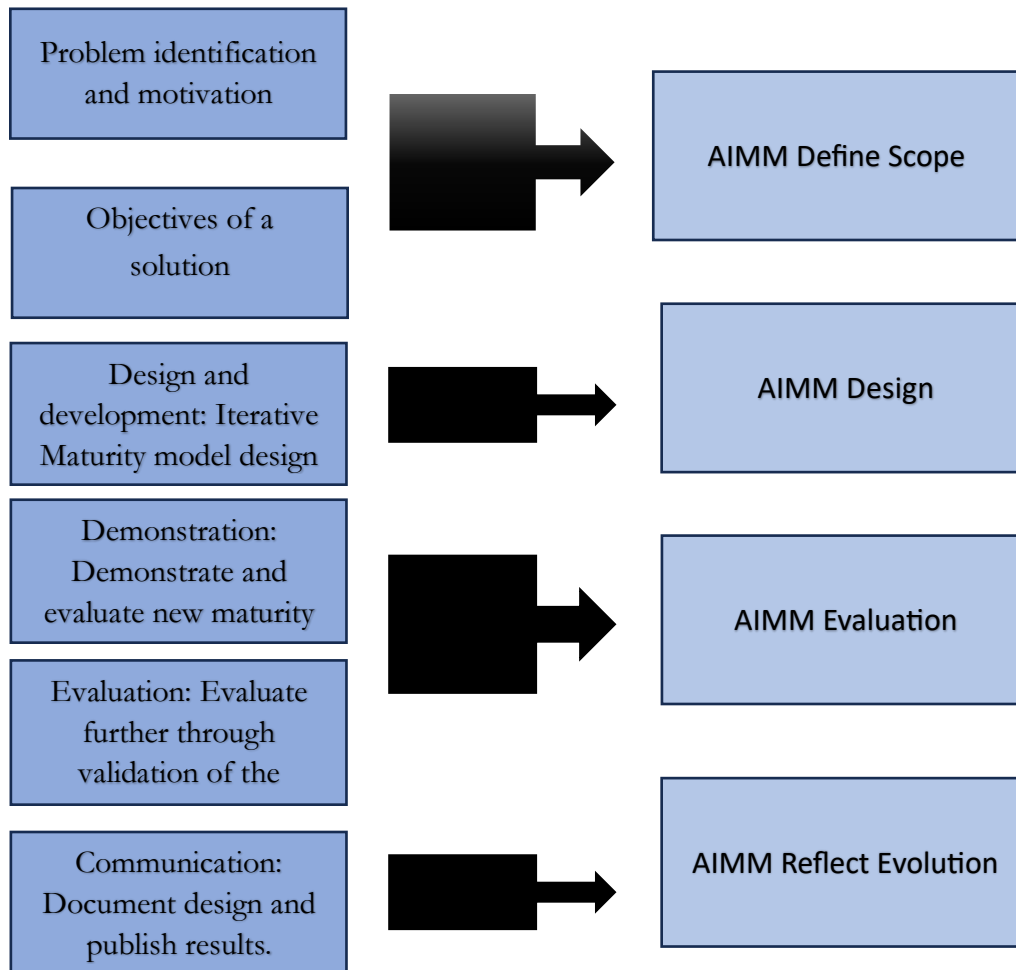 Problem identification
and motivation
AIMM Define Scope
Objectives of a
solution
Design and
development: Iterative
Maturity model design
AIMM Design
Demonstration:
Demonstrate and
evaluate new maturity
AIMM Evaluation
Evaluation: Evaluate
further through
validation of the
Communication:
Document design and
publish results.
AIMM Reflect Evolution